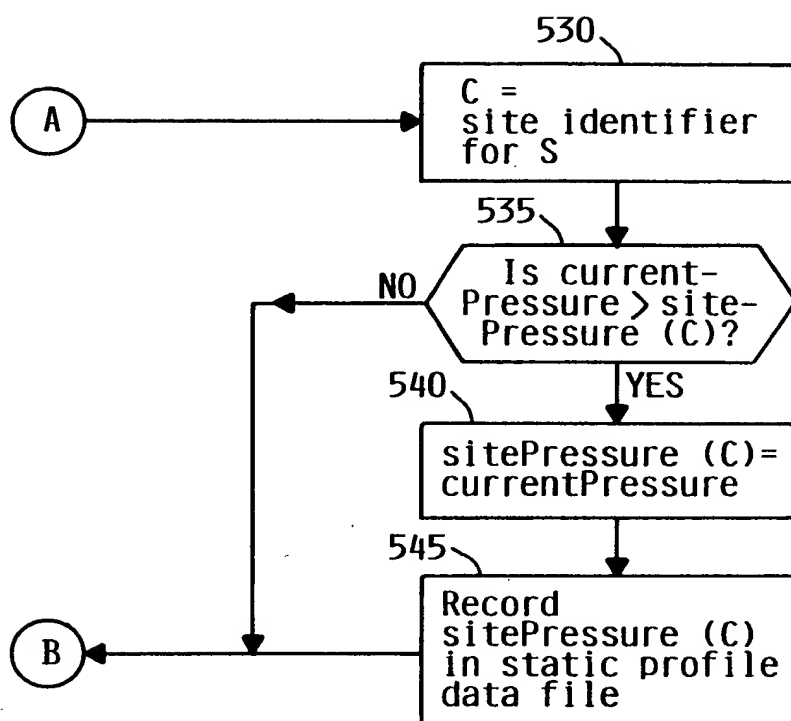 530
A
C =
site identifier
for S
535
NO
Is current-
Pressure > site-
Pressure (C)?
540
YES
sitePressure (C)=
currentPressure
545
B
Record
sitePressure (C)
in static profile
data file